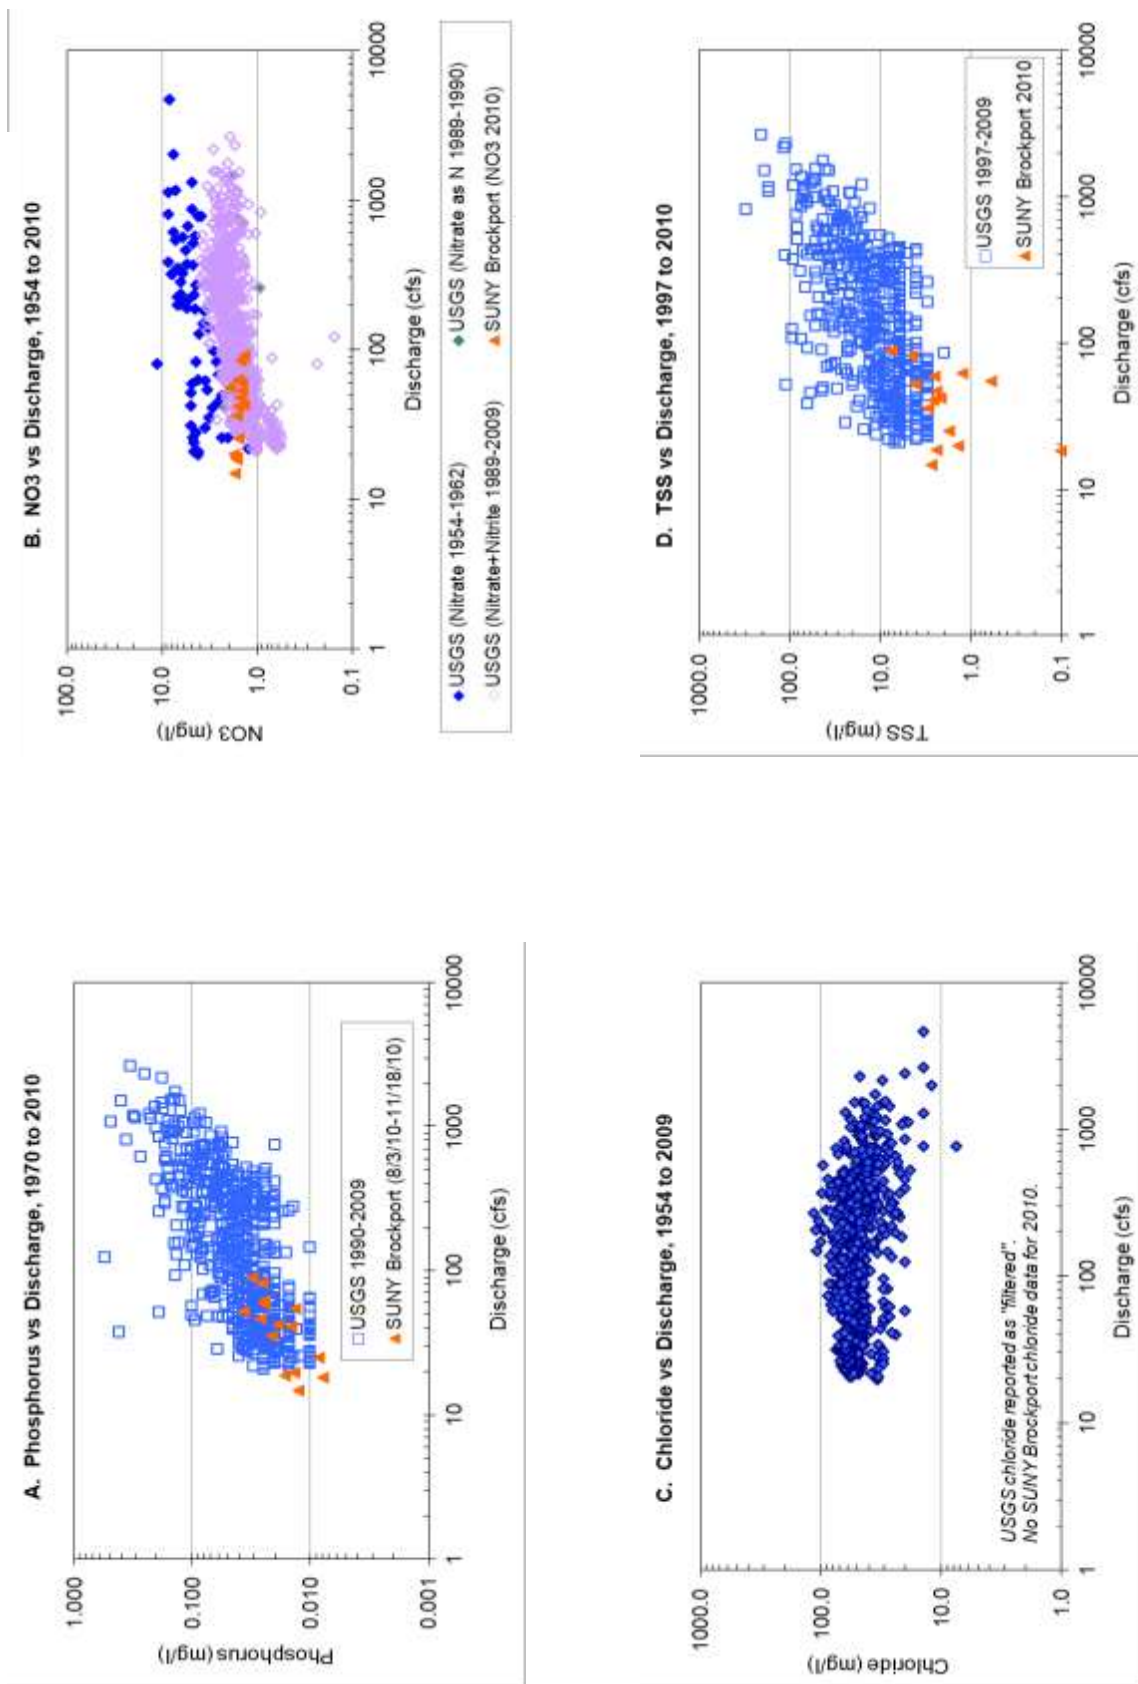 A. Phosphorus vs Discharge, 1970 to 2010
1.000
0.100
0.010
0.001
Phosphorus (mg/l)
1
10
100
1000
10000
Discharge (cfs)
USGS 1990-2009
SUNY Brockport (8/3/10-11/18/10)
B. NO3 vs Discharge, 1954 to 2010
100.0
10.0
1.0
0.1
NO3 (mg/l)
1
10
100
1000
10000
Discharge (cfs)
USGS (Nitrate 1954-1962)
USGS (Nitrate as N 1989-1990)
USGS (Nitrate+Nitrite 1989-2009)
SUNY Brockport (NO3 2010)
C. Chloride vs Discharge, 1954 to 2009
1000.0
100.0
10.0
1.0
Chloride (mg/l)
USGS chloride reported as "filtered".
No SUNY Brockport chloride data for 2010.
1
10
100
1000
10000
Discharge (cfs)
D. TSS vs Discharge, 1997 to 2010
1000.0
100.0
10.0
1.0
0.1
TSS (mg/l)
1
10
100
1000
10000
Discharge (cfs)
USGS 1997-2009
SUNY Brockport 2010